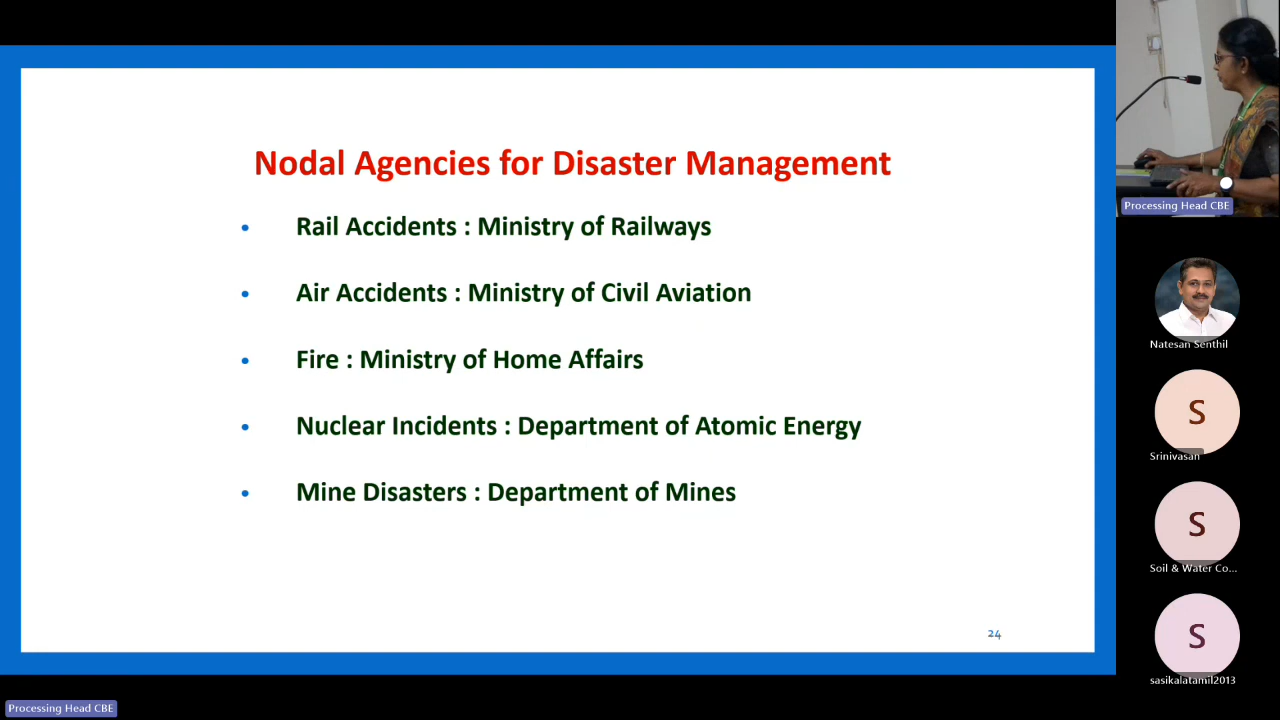 Nodal Agencies for Disaster Management
• Rail Accidents : Ministry of Railways
• Air Accidents : Ministry of Civil Aviation
• Fire : Ministry of Home Affairs
• Nuclear Incidents : Department of Atomic Energy
• Mine Disasters : Department of Mines
24
Processing Head CBE
Natesan Senthil
S
Srinivasan
S
Soil & Water Co...
S
sasikalatamil2013
Processing Head CBE